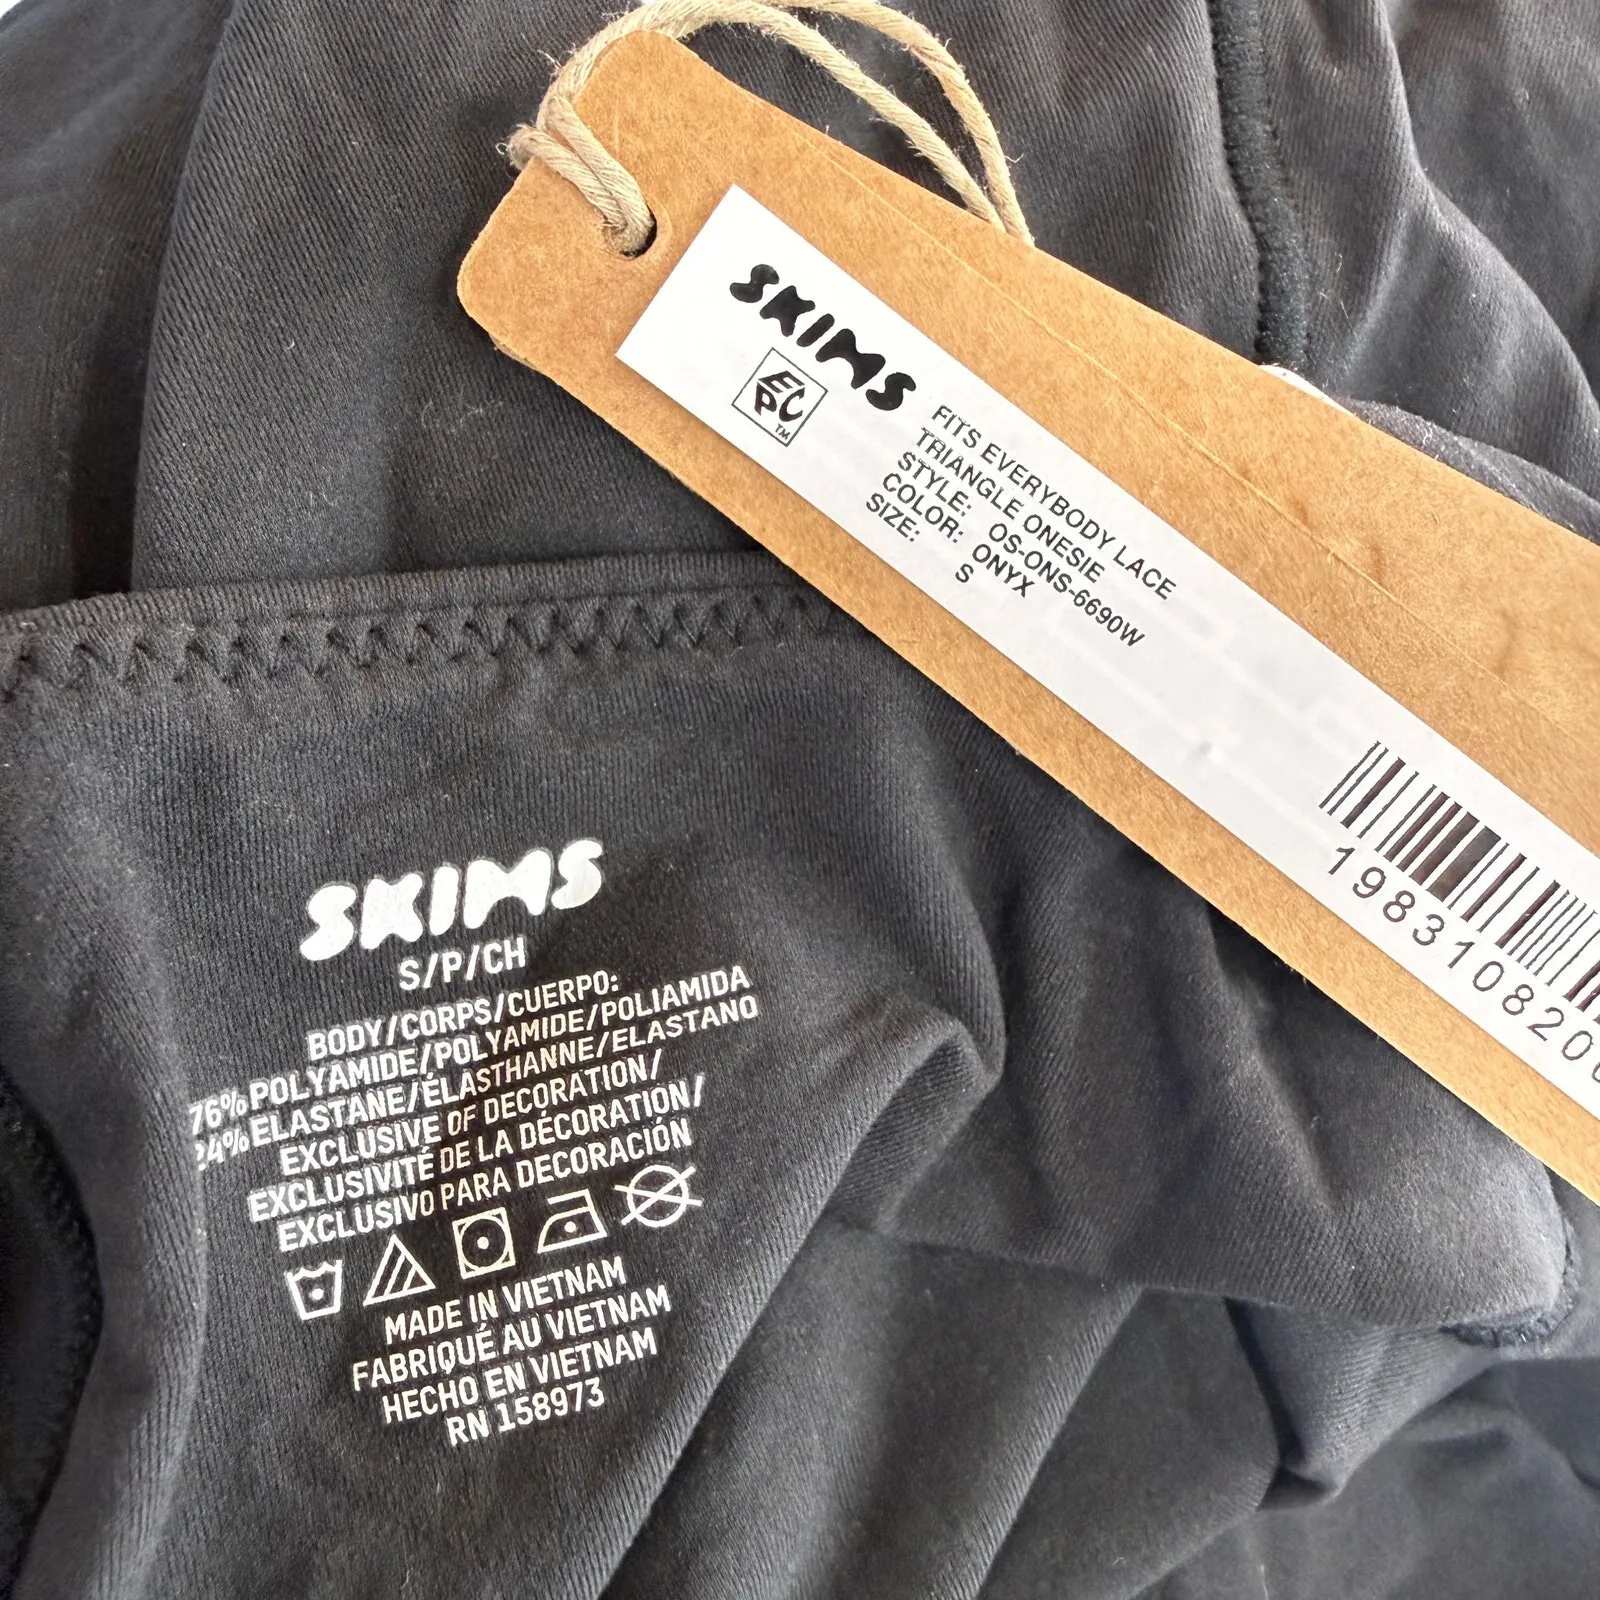 SKIMS
EPC™
FITS EVERYBODY LACE
TRIANGLE ONESIE
STYLE: OS-ONS-6690W
COLOR: ONYX
SIZE: S
SKIMS
S/P/CH
BODY/CORPS/CUERPO:
76% POLYAMIDE/POLYAMIDE/POLIAMIDA
24% ELASTANE/ÉLASTHANNE/ELASTANO
EXCLUSIVE OF DECORATION/
EXCLUSIVITÉ DE LA DÉCORATION/
EXCLUSIVO PARA DECORACIÓN
MADE IN VIETNAM
FABRIQUÉ AU VIETNAM
HECHO EN VIETNAM
RN 158973